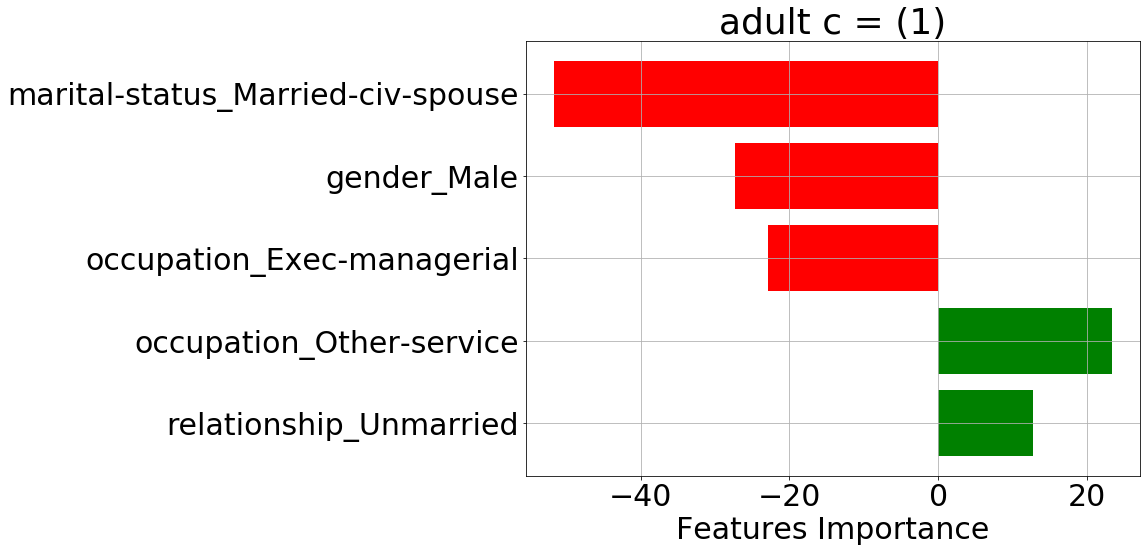 adult c = (1)
marital-status_Married-civ-spouse
gender_Male
occupation_Exec-managerial
occupation_Other-service
relationship_Unmarried
−40 −20 0 20
Features Importance